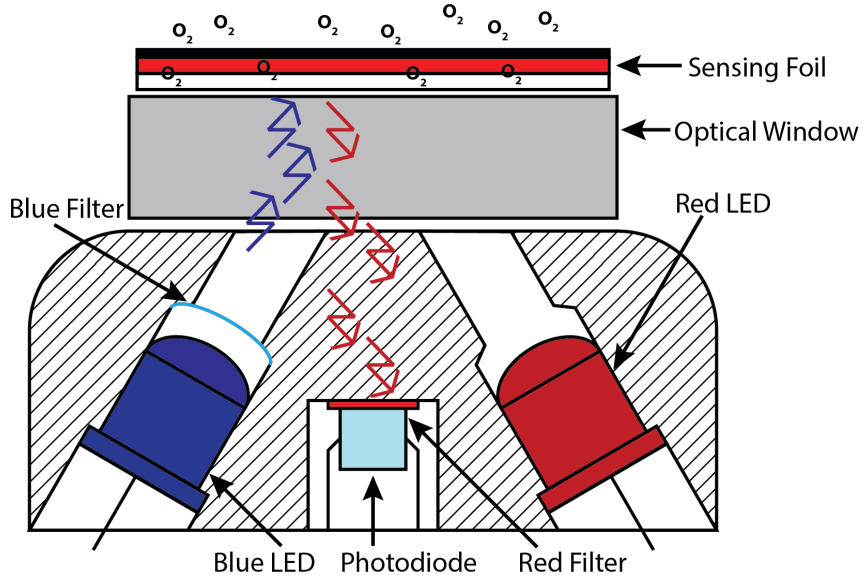 O₂ O₂ O₂ O₂ O₂ O₂ O₂
O₂ O₂ O₂ O₂
Sensing Foil
Optical Window
Blue Filter
Red LED
Blue LED
Photodiode
Red Filter